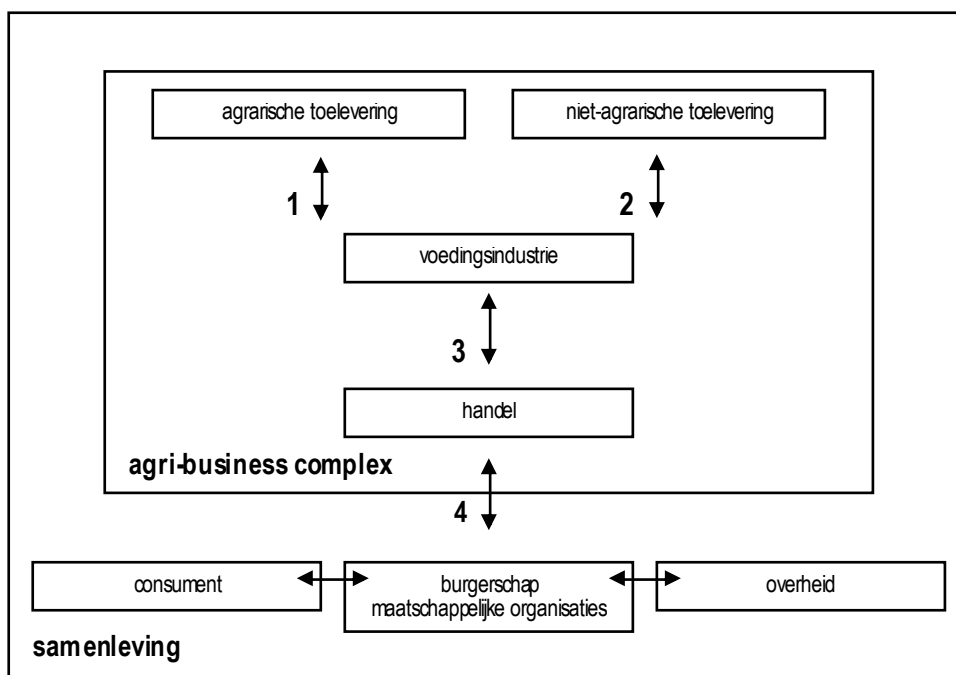 agrarische toelevering
niet-agrarische toelevering
1
2
voedingsindustrie
3
handel
agri-business complex
4
consument
burgerschap
maatschappelijke organisaties
overheid
samenleving